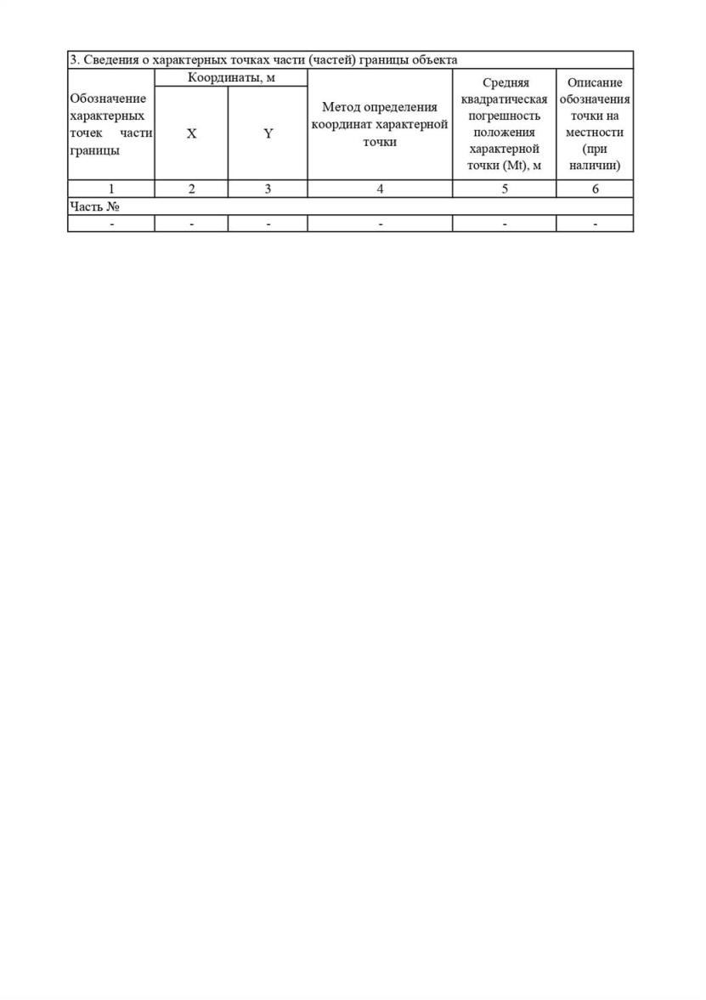 3. Сведения о характерных точках части (частей) границы объекта
Обозначение
характерных
точек части
границы
Координаты, м
X
Y
Метод определения
координат характерной
точки
Средняя
квадратическая
погрешность
положения
характерной
точки (Mt), м
Описание
обозначения
точки на
местности
(при
наличии)
1 2 3 4 5 6
Часть №
- - - - - -